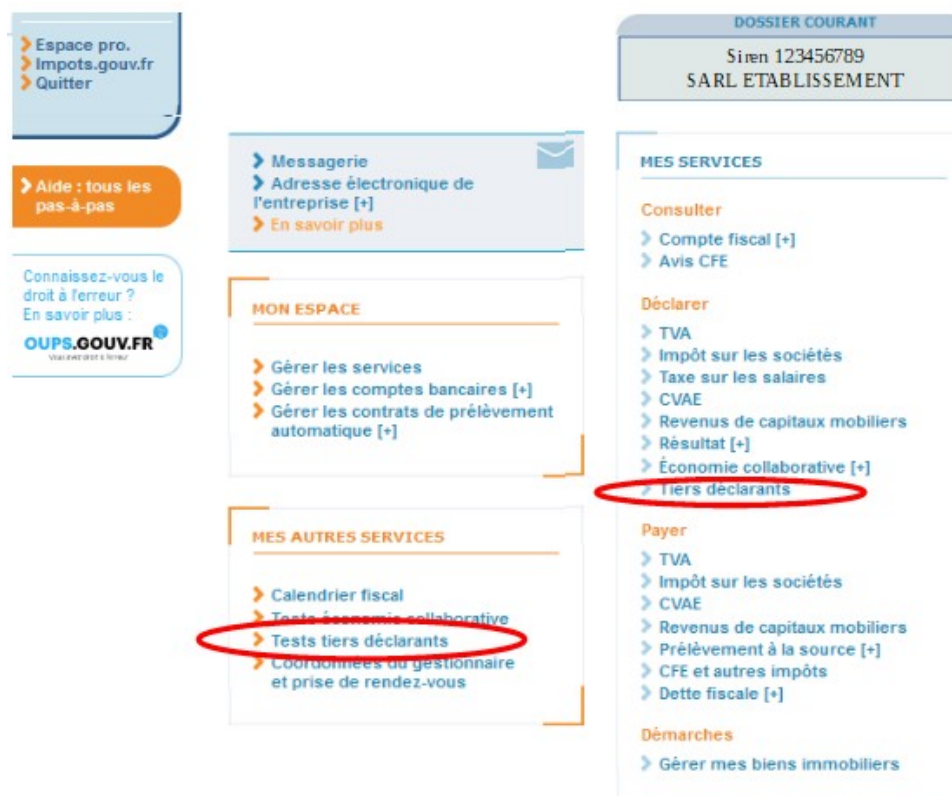 Espace pro.
Impots.gouv.fr
Quitter
Aide : tous les
pas-à-pas
Connaissez-vous le
droit à l'erreur ?
En savoir plus :
OUPS.GOUV.FR
Vous avez droit à l'erreur
Messagerie
Adresse électronique de
l'entreprise [+]
En savoir plus
MON ESPACE
Gérer les services
Gérer les comptes bancaires [+]
Gérer les contrats de prélèvement
automatique [+]
MES AUTRES SERVICES
Calendrier fiscal
Tests économie collaborative
Tests tiers déclarants
Coordonnées du gestionnaire
et prise de rendez-vous
DOSSIER COURANT
Siren 123456789
SARL ETABLISSEMENT
MES SERVICES
Consulter
Compte fiscal [+]
Avis CFE
Déclarer
TVA
Impôt sur les sociétés
Taxe sur les salaires
CVAE
Revenus de capitaux mobiliers
Résultat [+]
Économie collaborative [+]
Tiers déclarants
Payer
TVA
Impôt sur les sociétés
CVAE
Revenus de capitaux mobiliers
Prélèvement à la source [+]
CFE et autres impôts
Dette fiscale [+]
Démarches
Gérer mes biens immobiliers